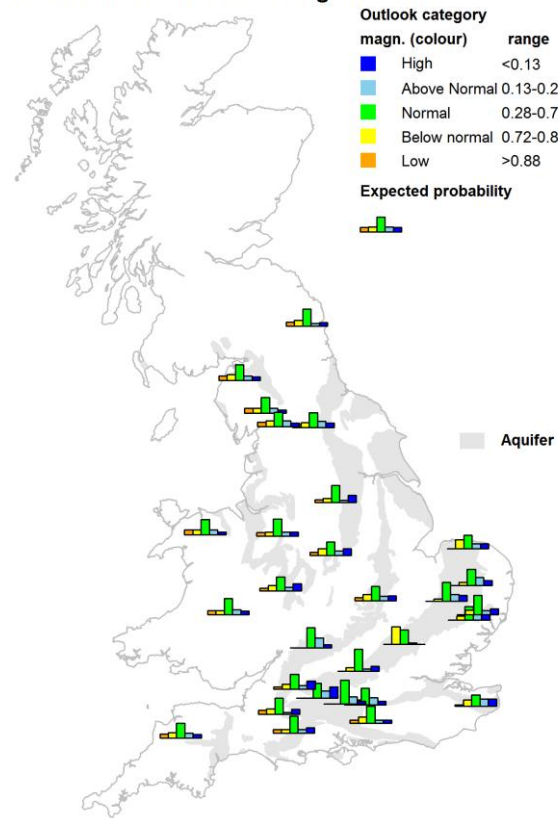 Outlook category
magn. (colour) range
High <0.13
Above Normal 0.13-0.2
Normal 0.28-0.7
Below normal 0.72-0.8
Low >0.88
Expected probability
Aquifer